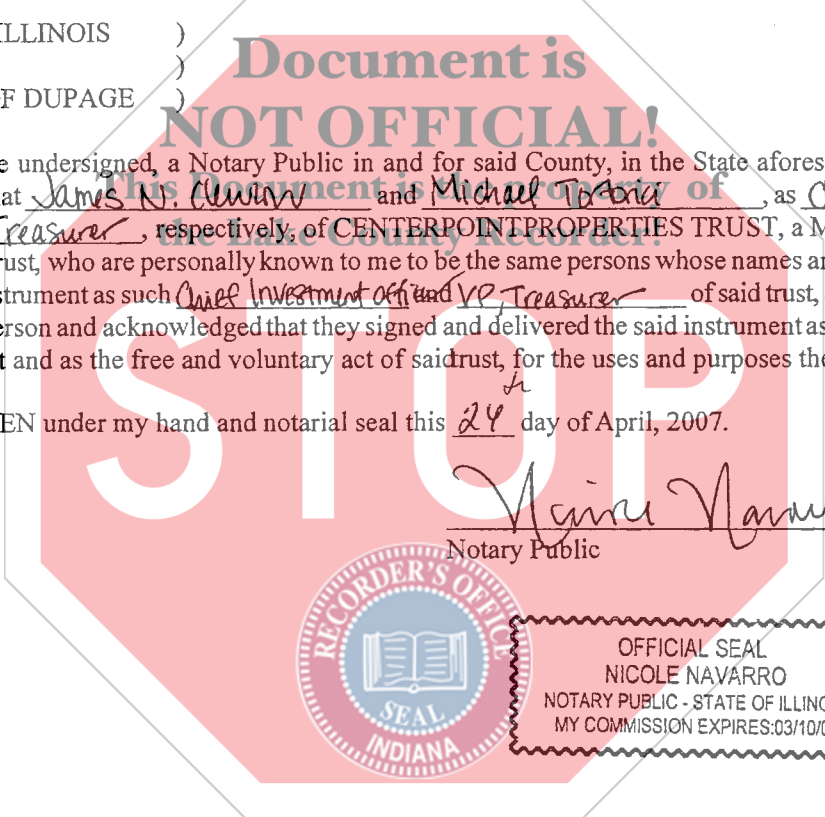 ILLINOIS )
)
OF DUPAGE )
Document is
NOT OFFICIAL!
This Document is the property of
the Lake County Recorder!
e undersigned, a Notary Public in and for said County, in the State afores
at James N. and Michael Tortorici, as C
Treasurer, respectively, of CENTERPOINT PROPERTIES TRUST, a M
rust, who are personally known to me to be the same persons whose names ar
strument as such Chief Investment Officer and VP, Treasurer of said trust,
erson and acknowledged that they signed and delivered the said instrument as
t and as the free and voluntary act of said trust, for the uses and purposes the
EN under my hand and notarial seal this 24th day of April, 2007.
STOP
Notary Public
RECORDER'S OFFICE
SEAL
INDIANA
OFFICIAL SEAL
NICOLE NAVARRO
NOTARY PUBLIC - STATE OF ILLINO
MY COMMISSION EXPIRES:03/10/0